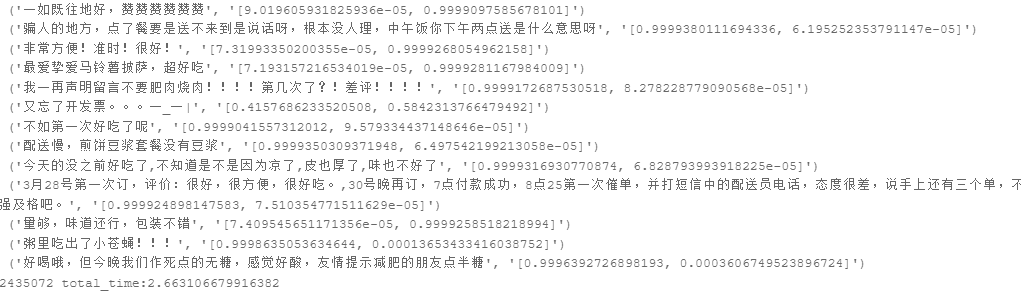 ('一如既往地好，赞赞赞赞赞赞', '[9.019605931825936e-05, 0.9999097585678101]')
('骗人的地方，点了餐要是送不来到是说话呀，根本没人理，中午饭你下午两点送是什么意思呀', '[0.9999380111694336, 6.195252353791147e-05]')
('非常方便！准时！很好！', '[7.31993350200355e-05, 0.9999268054962158]')
('最爱挚爱马铃薯披萨，超好吃', '[7.193157216534019e-05, 0.9999281167984009]')
('我一再声明留言不要肥肉烧肉！！！！第几次了？！差评！！！！', '[0.9999172687530518, 8.278228779090568e-05]')
('又忘了开发票。。。一_一|', '[0.4157686233520508, 0.5842313766479492]')
('不如第一次好吃了呢', '[0.9999041557312012, 9.579334437148646e-05]')
('配送慢，煎饼豆浆套餐没有豆浆', '[0.9999350309371948, 6.497542199213058e-05]')
('今天的没之前好吃了,不知道是不是因为凉了,皮也厚了,味也不好了', '[0.9999316930770874, 6.828793993918225e-05]')
('3月28号第一次订，评价：很好，很方便，很好吃。,30号晚再订，7点付款成功，8点25第一次催单，并打短信中的配送员电话，态度很差，说手上还有三个单，不
强及格吧。', '[0.999924898147583, 7.510354771511629e-05]')
('量够，味道还行，包装不错', '[7.409545651171356e-05, 0.9999258518218994]')
('粥里吃出了小苍蝇！！！', '[0.9998635053634644, 0.00013653433416038752]')
('好喝哦，但今晚我们作死点的无糖，感觉好酸，友情提示减肥的朋友点半糖', '[0.9996392726898193, 0.0003606749523896724]')
2435072 total_time:2.663106679916382